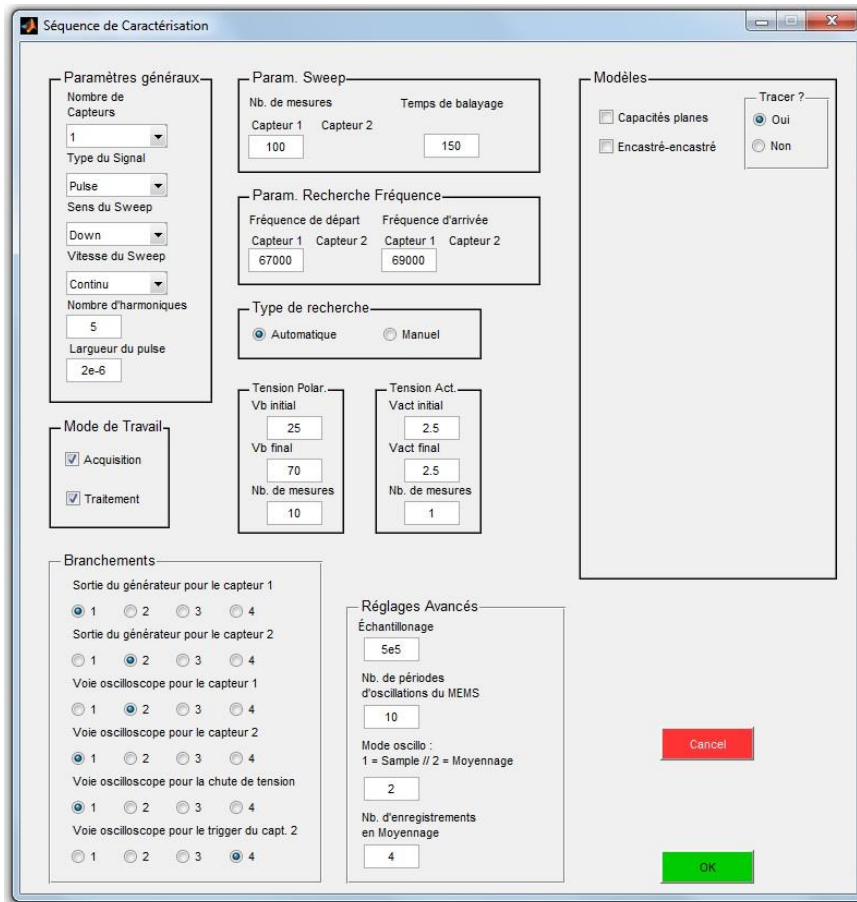 Séquence de Caractérisation
Paramètres généraux
Nombre de
Capteurs
1
Type du Signal
Pulse
Sens du Sweep
Down
Vitesse du Sweep
Continu
Nombre d'harmoniques
5
Largueur du pulse
2e-6
Mode de Travail
Acquisition
Traitement
Param. Sweep
Nb. de mesures
Temps de balayage
Capteur 1 Capteur 2
100
150
Param. Recherche Fréquence
Fréquence de départ Fréquence d'arrivée
Capteur 1 Capteur 2 Capteur 1 Capteur 2
67000 69000
Type de recherche
Automatique Manuel
Tension Polar.
Vb initial
25
Vb final
70
Nb. de mesures
10
Tension Act.
Vact initial
2.5
Vact final
2.5
Nb. de mesures
1
Modèles
Capacités planes
Encastré-encastré
Tracer ?
Oui
Non
Branchements
Sortie du générateur pour le capteur 1
1 2 3 4
Sortie du générateur pour le capteur 2
1 2 3 4
Voie oscilloscope pour le capteur 1
1 2 3 4
Voie oscilloscope pour le capteur 2
1 2 3 4
Voie oscilloscope pour la chute de tension
1 2 3 4
Voie oscilloscope pour le trigger du capt. 2
1 2 3 4
Réglages Avancés
Échantillonage
5e5
Nb. de périodes
d'oscillations du MEMS
10
Mode oscillo :
1 = Sample // 2 = Moyennage
2
Nb. d'enregistrements
en Moyennage
4
Cancel
OK